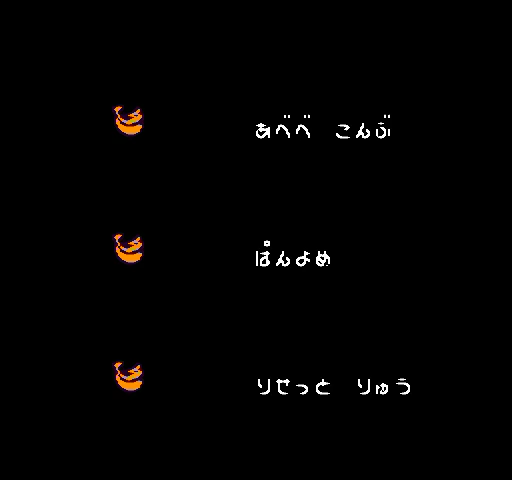 あべべ　こんぶ
ぱんよめ
りせっと　りゅう